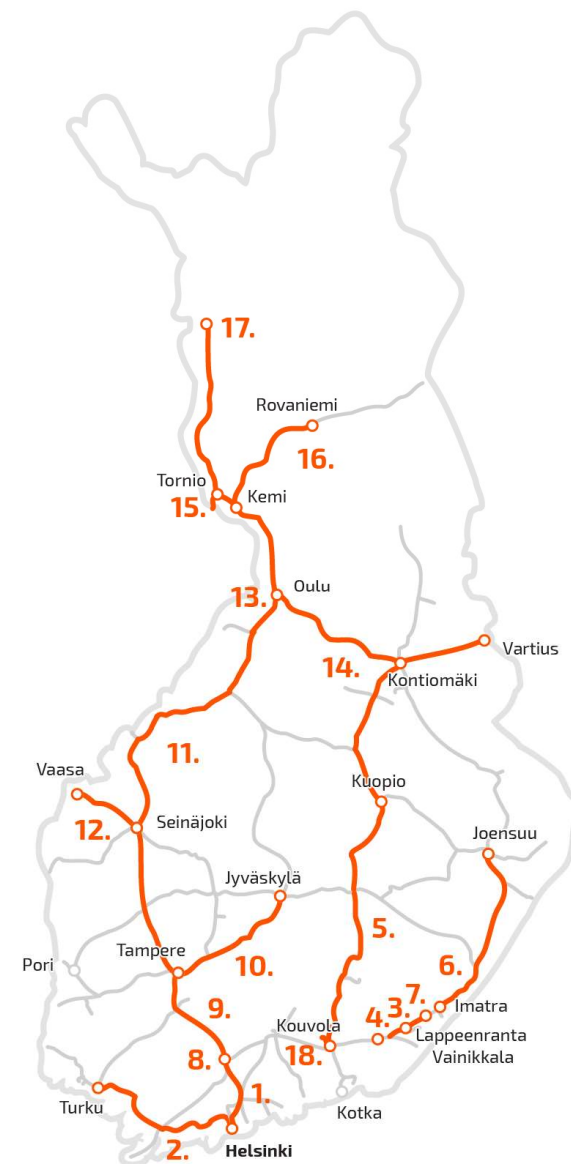 17.
Rovaniemi
16.
Tornio
15.
Kemi
13.
Oulu
14.
Vartius
Kontiomäki
11.
Vaasa
12.
Seinäjoki
Kuopio
Joensuu
Jyväskylä
5.
Tampere
10.
Pori
6.
9.
7.
Imatra
3.
4.
Kouvola
Lappeenranta
18.
Vainikkala
8.
1.
Turku
Kotka
2.
Helsinki